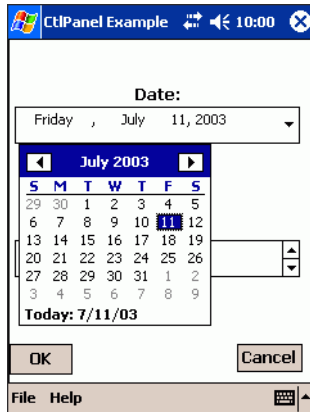 CtlPanel Example 10:00
Date:
Friday , July 11, 2003
July 2003
S M T W T F S
29 30 1 2 3 4 5
6 7 8 9 10 11 12
13 14 15 16 17 18 19
20 21 22 23 24 25 26
27 28 29 30 31 1 2
3 4 5 6 7 8 9
Today: 7/11/03
OK Cancel
File Help